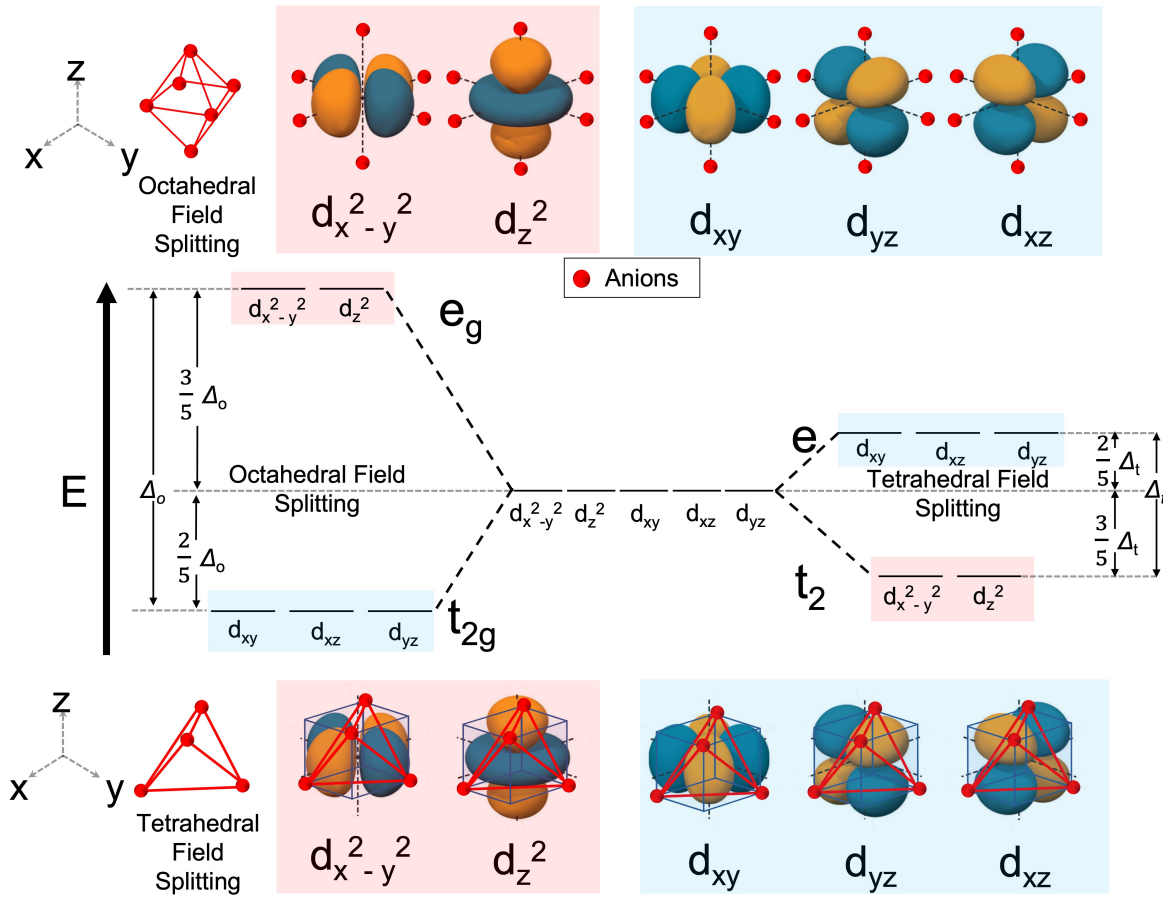 z
x
y
Octahedral
Field
Splitting
dx²-y²
dz²
dxy
dyz
dxz
Anions
E
Δo
3/5 Δo
2/5 Δo
dx²-y² dz²
eg
Octahedral Field
Splitting
dxy dxz dyz
t2g
dx²-y² dz² dxy dxz dyz
e
dxy dxz dyz
Tetrahedral Field
Splitting
2/5 Δt
3/5 Δt
Δt
t2
dx²-y² dz²
z
x
y
Tetrahedral
Field
Splitting
dx²-y²
dz²
dxy
dyz
dxz